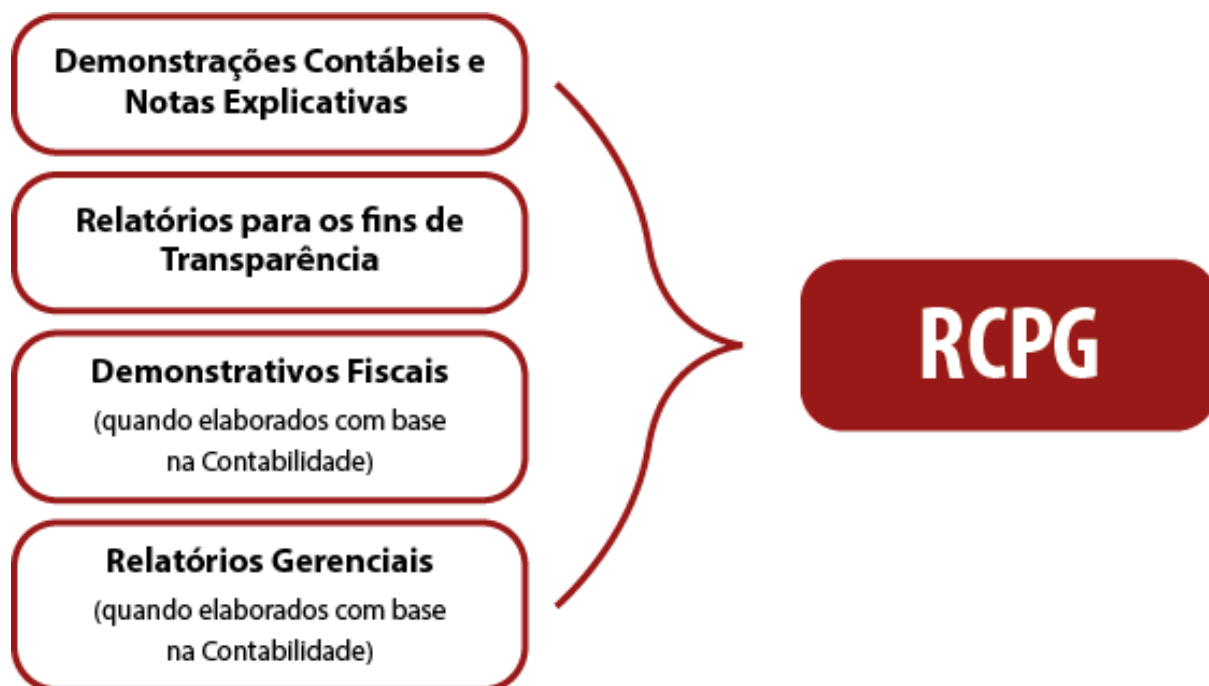 Demonstrações Contábeis e
Notas Explicativas
Relatórios para os fins de
Transparência
Demonstrativos Fiscais
(quando elaborados com base
na Contabilidade)
Relatórios Gerenciais
(quando elaborados com base
na Contabilidade)
RCPG